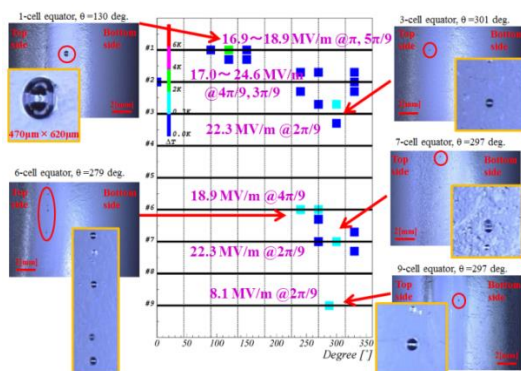 1-cell equator, θ =130 deg.
Top side
Bottom side
470μm × 620μm
6-cell equator, θ =279 deg.
Top side
Bottom side
#1
#2
#3
#4
#5
#6
#7
#8
#9
6K
4K
2K
0.3K
0.0K
ΔT
16.9～18.9 MV/m @π, 5π/9
17.0～24.6 MV/m
@4π/9, 3π/9
22.3 MV/m @2π/9
18.9 MV/m @4π/9
22.3 MV/m @2π/9
8.1 MV/m @2π/9
0 50 100 150 200 250 300 350
Degree [°]
3-cell equator, θ =301 deg.
Top side
Bottom side
7-cell equator, θ =297 deg.
Top side
Bottom side
9-cell equator, θ =297 deg.
Top side
Bottom side